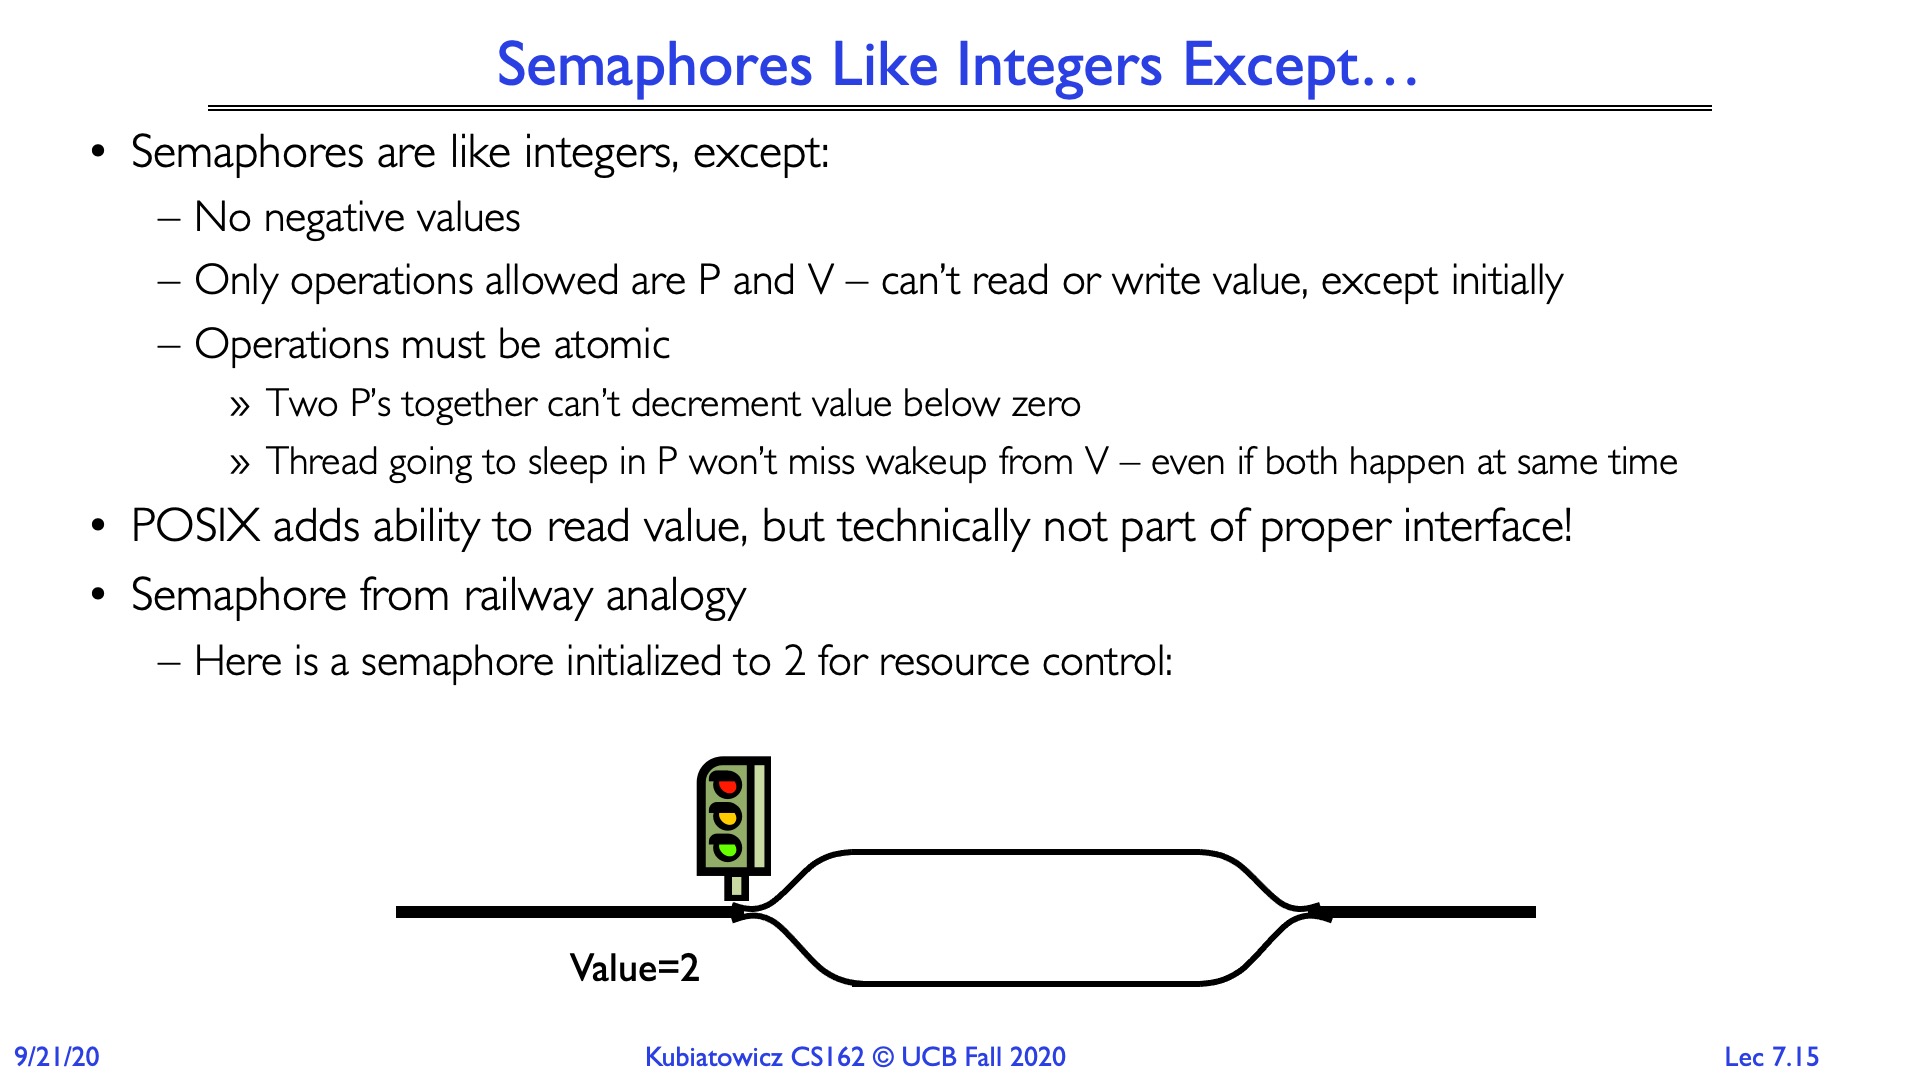 Semaphores Like Integers Except…
• Semaphores are like integers, except:
– No negative values
– Only operations allowed are P and V – can’t read or write value, except initially
– Operations must be atomic
» Two P’s together can’t decrement value below zero
» Thread going to sleep in P won’t miss wakeup from V – even if both happen at same time
• POSIX adds ability to read value, but technically not part of proper interface!
• Semaphore from railway analogy
– Here is a semaphore initialized to 2 for resource control:
Value=2
9/21/20
Kubiatowicz CS162 © UCB Fall 2020
Lec 7.15